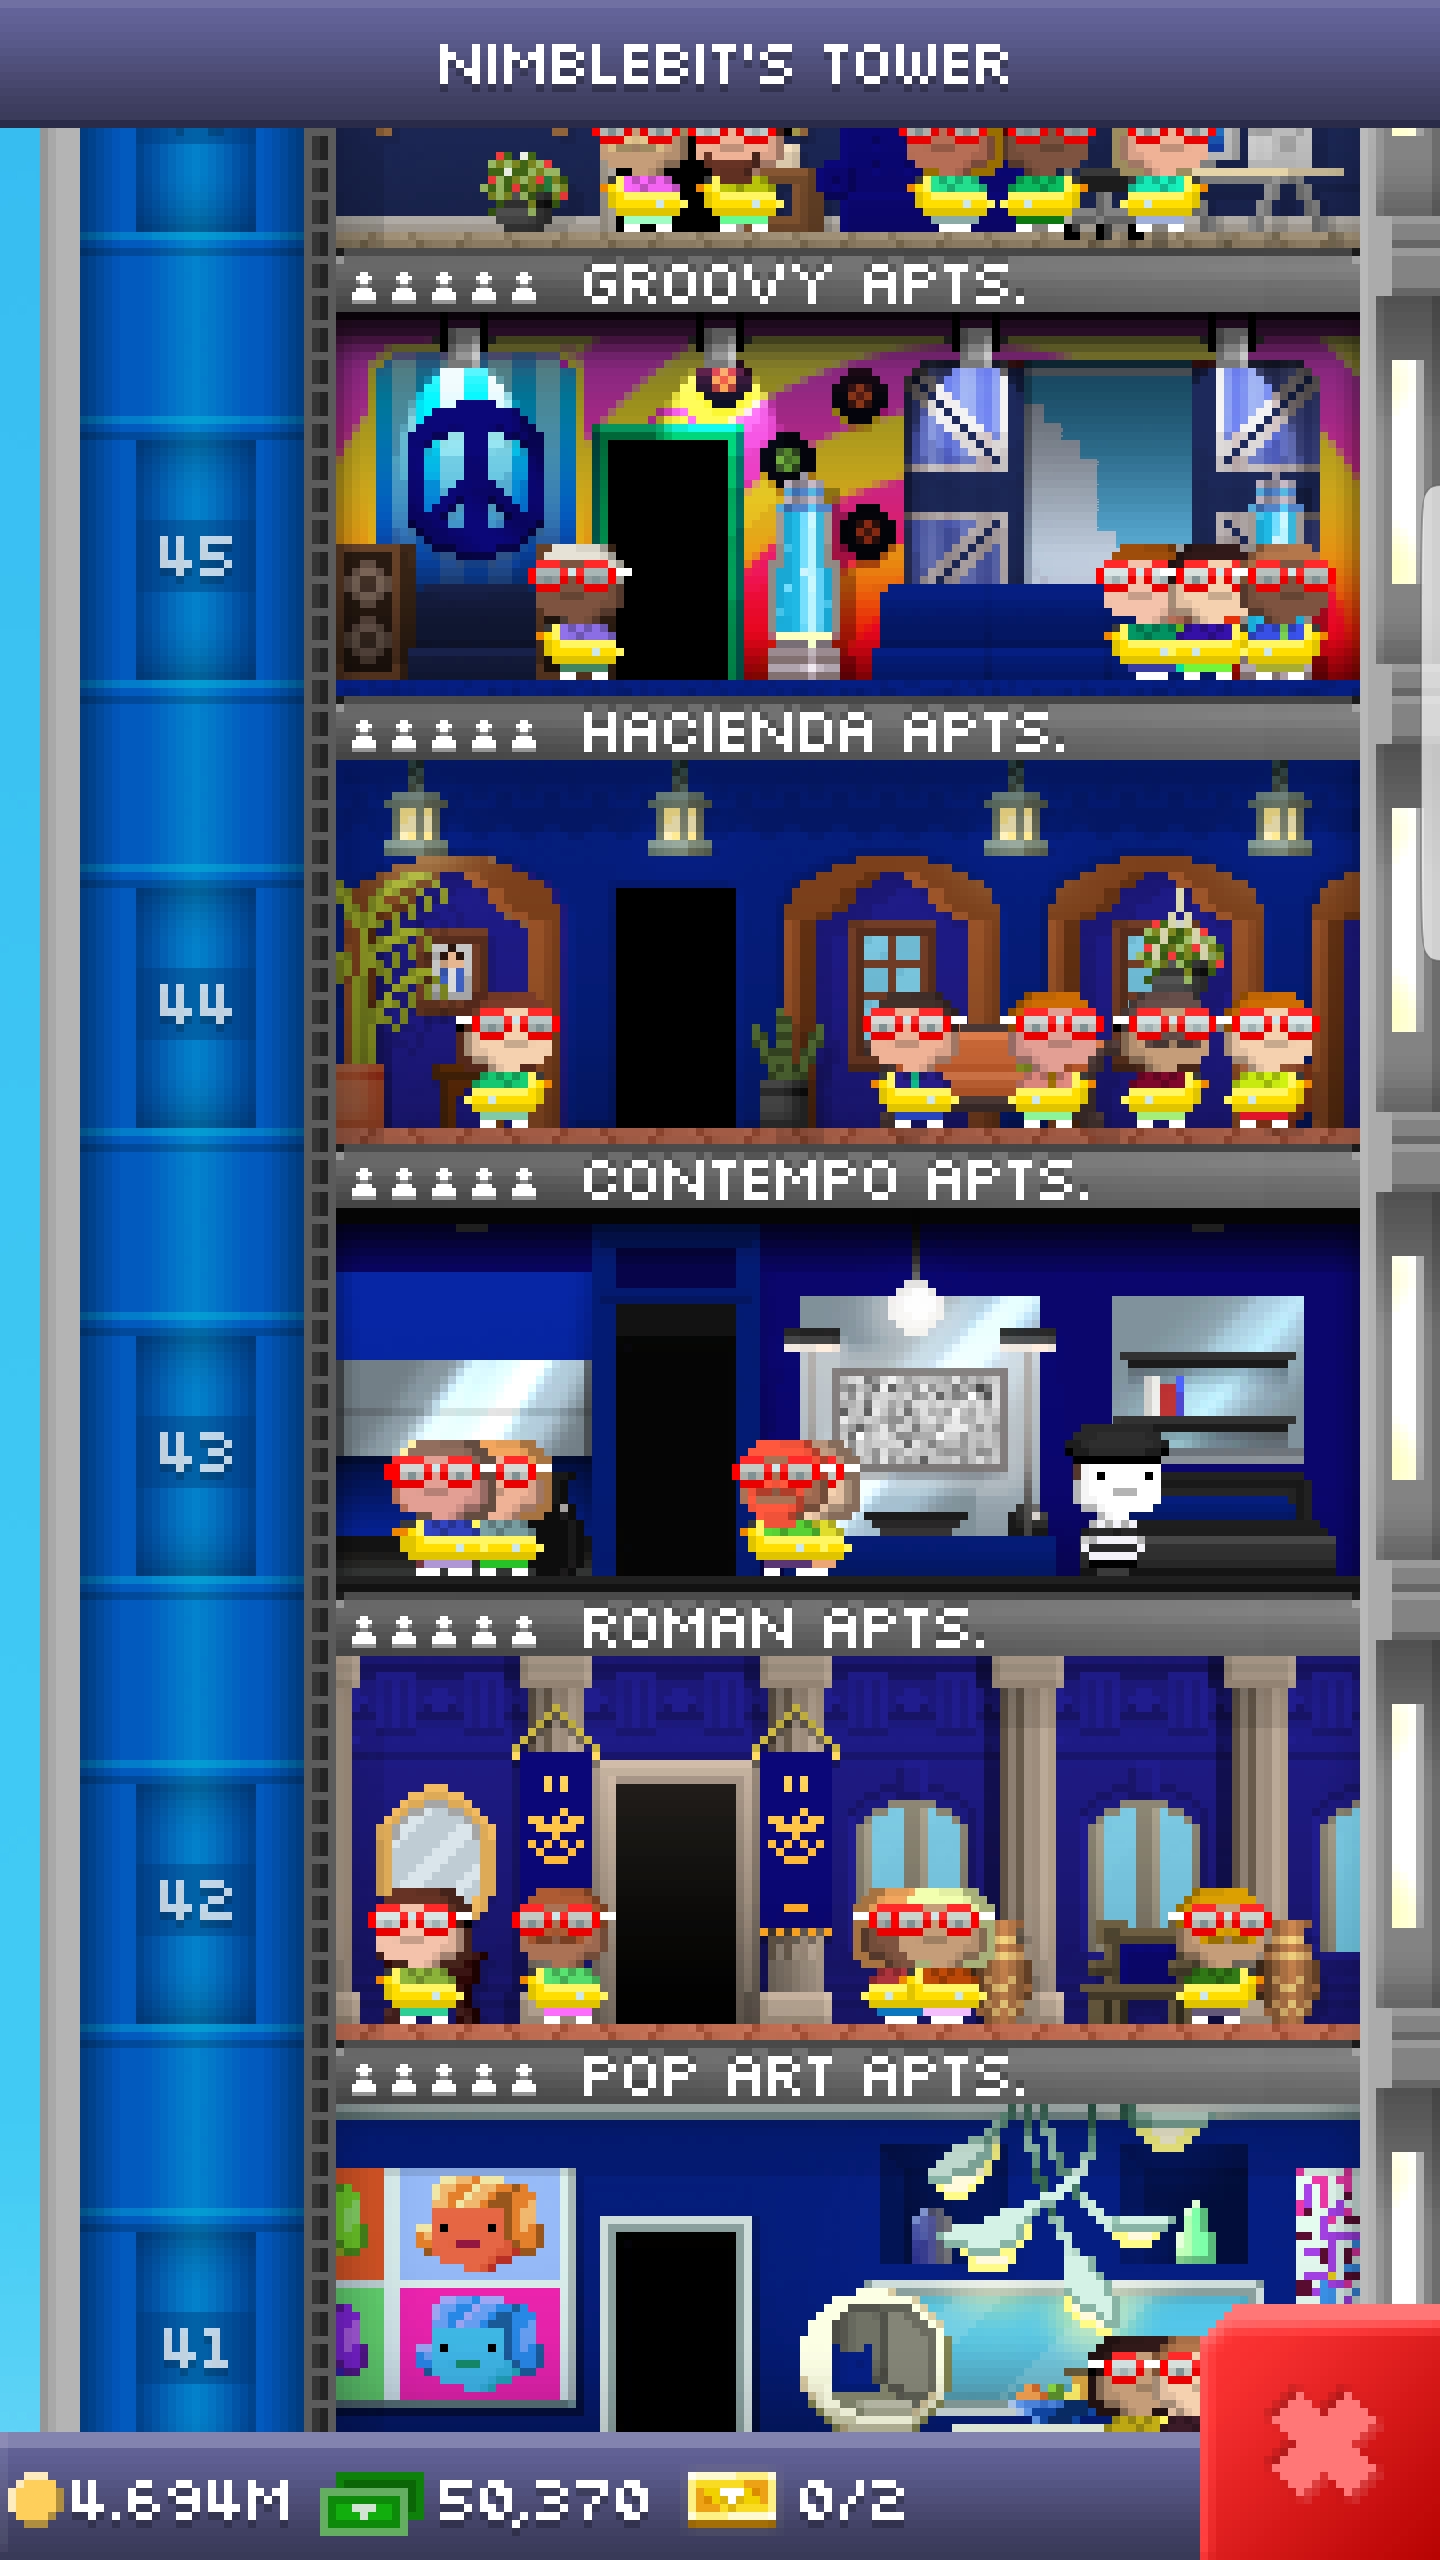 NIMBLEBIT'S TOWER
GROOVY APTS.
45
HACIENDA APTS.
44
CONTEMPO APTS.
43
ROMAN APTS.
42
POP ART APTS.
41
4.694M 50,370 0/2